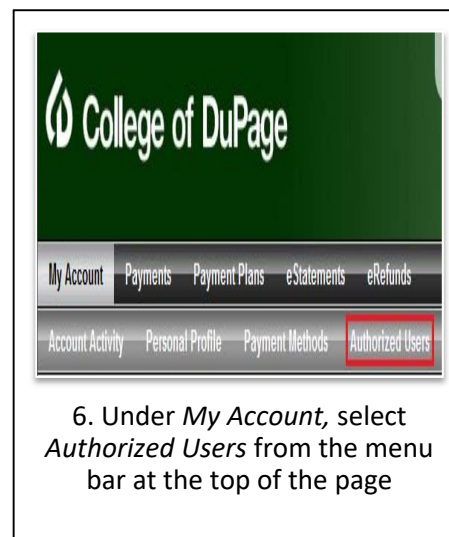 College of DuPage
My Account Payments Payment Plans eStatements eRefunds
Account Activity Personal Profile Payment Methods Authorized Users
6. Under My Account, select
Authorized Users from the menu
bar at the top of the page